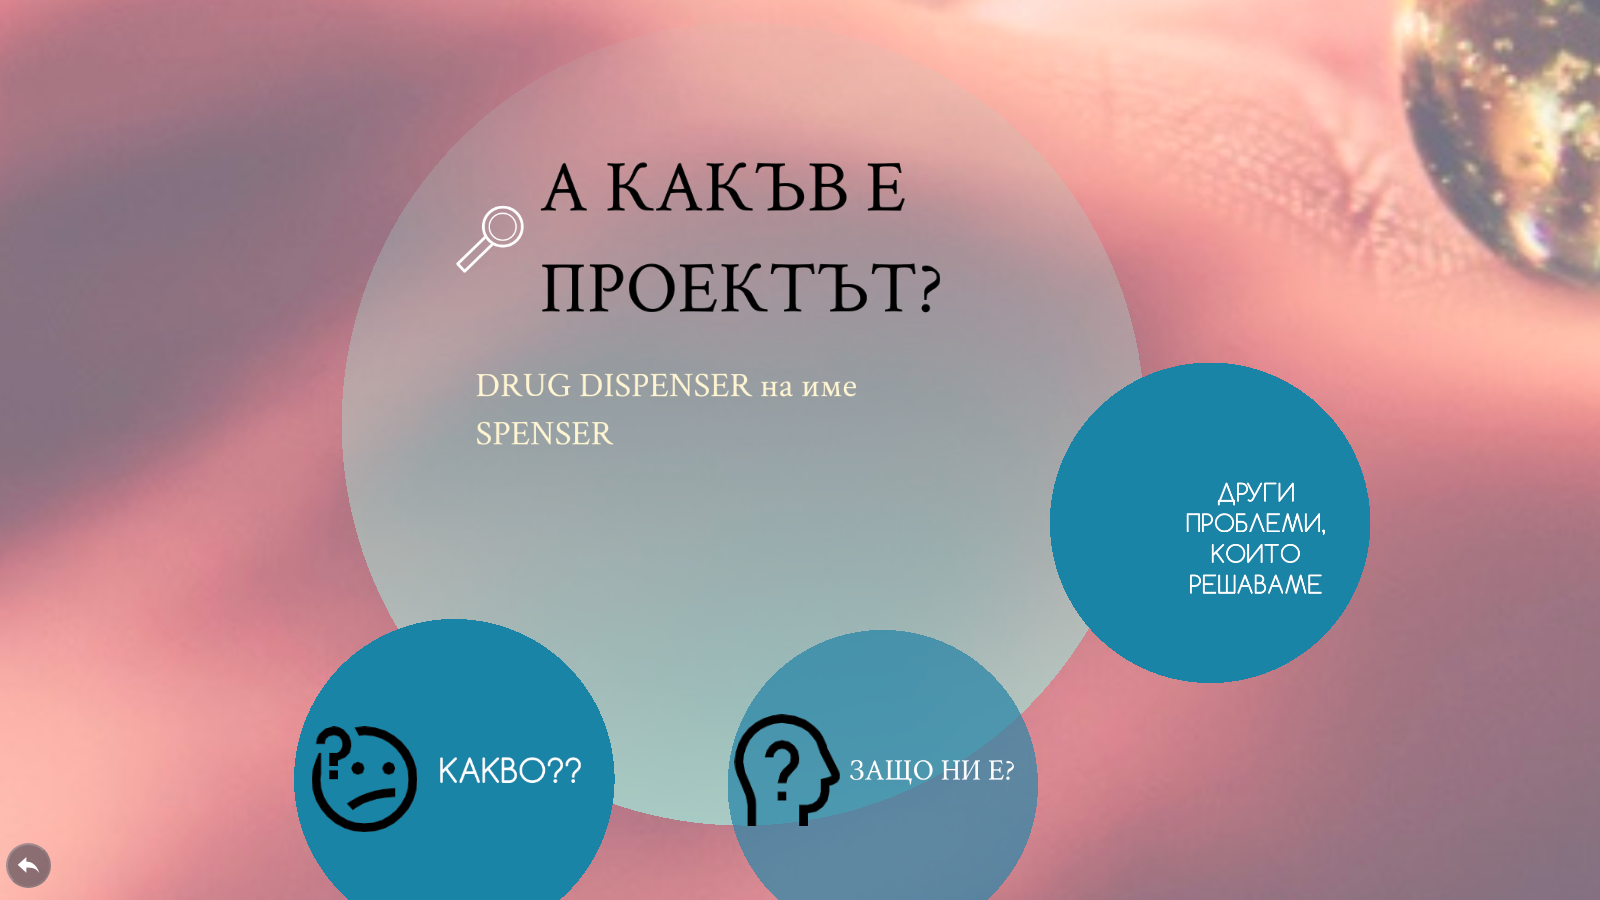 А КАКЪВ Е
ПРОЕКТЪТ?
DRUG DISPENSER на име
SPENSER
ДРУГИ
ПРОБЛЕМИ,
КОИТО
РЕШАВАМЕ
КАКВО??
ЗАЩО НИ Е?